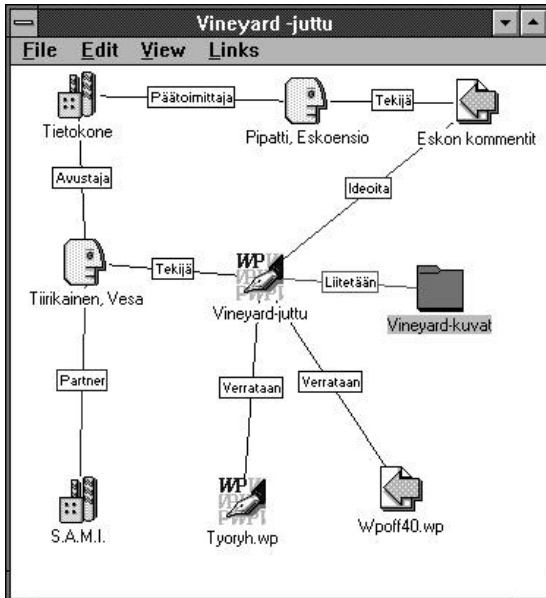 Vineyard -juttu
File Edit View Links
Päätoimittaja
Tekijä
Tietokone
Pipatti, Eskoensio
Eskon kommentit
Avustaja
Ideoita
Tekijä
WP
Liitetään
Tiirikainen, Vesa
Vineyard-juttu
Vineyard-kuvat
Partner
Verrataan
Verrataan
WP
S.A.M.I.
Tyoryh.wp
Wpoff40.wp